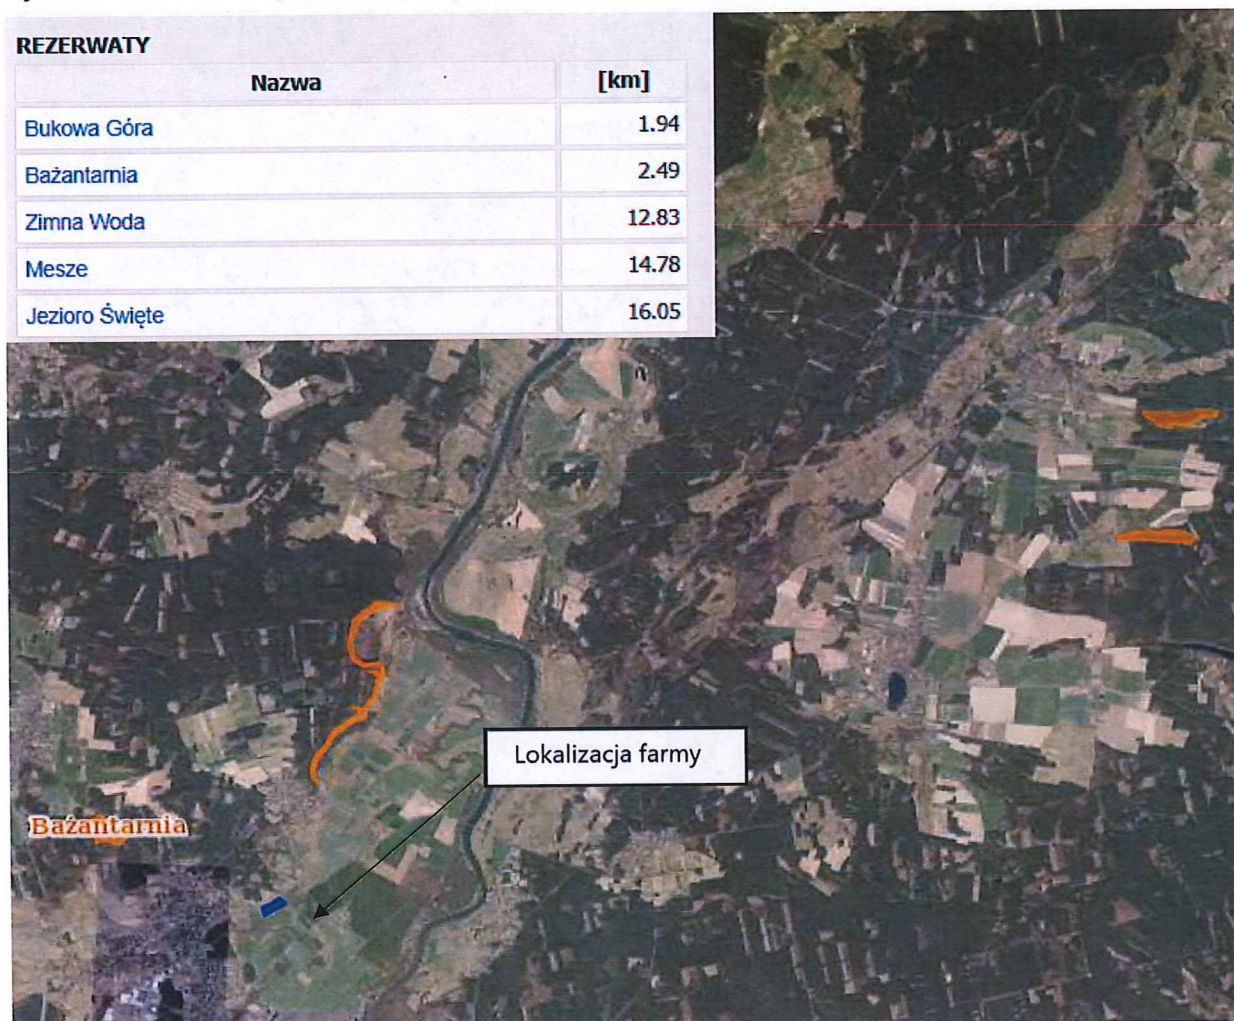 REZERWATY
Nazwa [km]
Bukowa Góra 1.94
Bażantarnia 2.49
Zimna Woda 12.83
Mesze 14.78
Jezioro Święte 16.05
Lokalizacja farmy
Bażantarnia